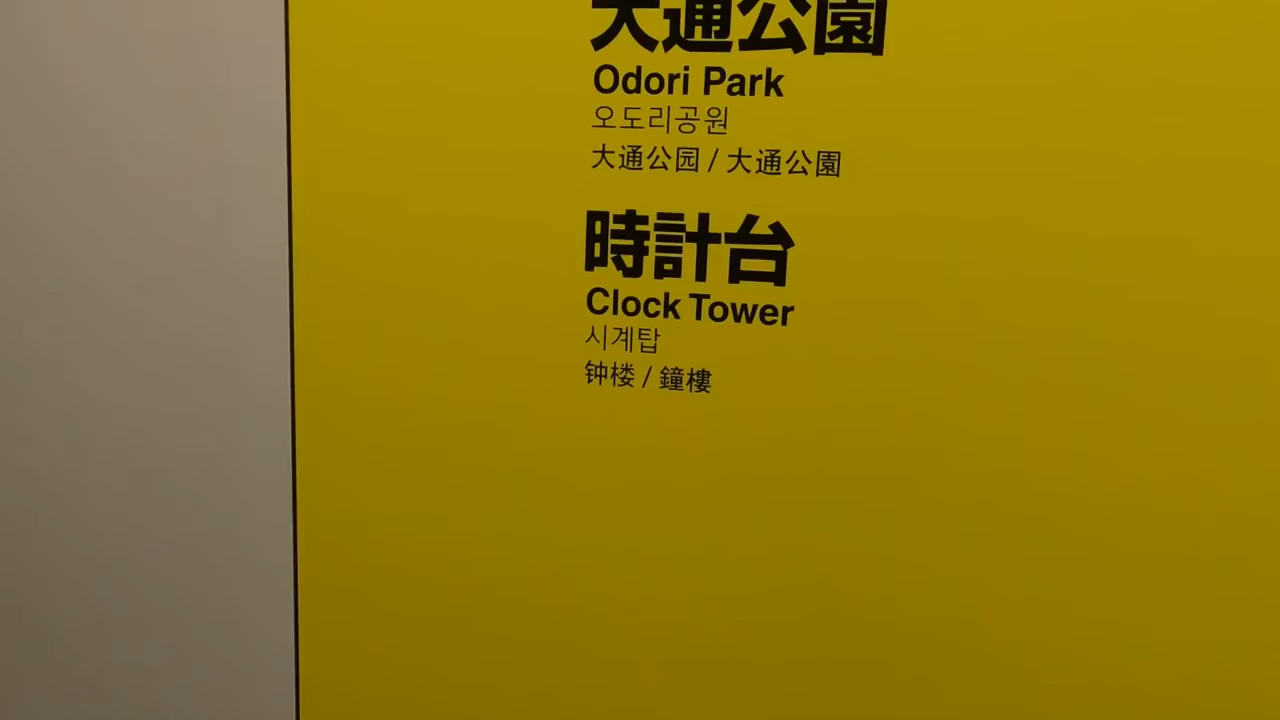 大通公園
Odori Park
오도리공원
大通公园 / 大通公園
時計台
Clock Tower
시계탑
钟楼 / 鐘樓